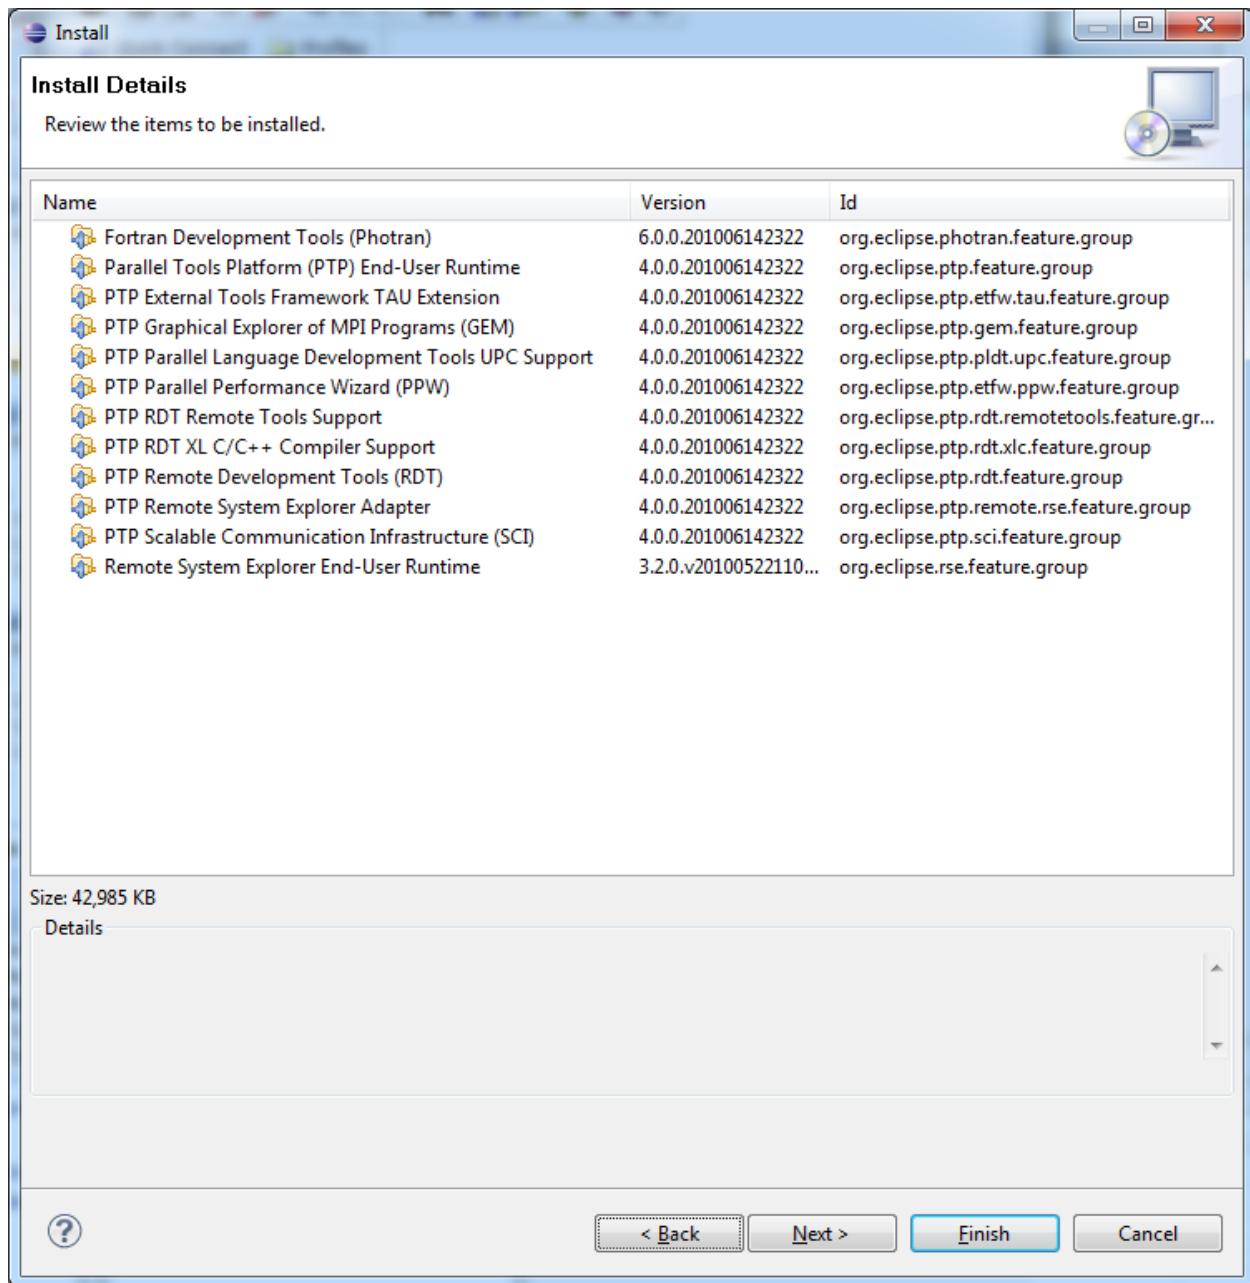 Install
Install Details
Review the items to be installed.
Name Version Id
Fortran Development Tools (Photran) 6.0.0.201006142322 org.eclipse.photran.feature.group
Parallel Tools Platform (PTP) End-User Runtime 4.0.0.201006142322 org.eclipse.ptp.feature.group
PTP External Tools Framework TAU Extension 4.0.0.201006142322 org.eclipse.ptp.etfw.tau.feature.group
PTP Graphical Explorer of MPI Programs (GEM) 4.0.0.201006142322 org.eclipse.ptp.gem.feature.group
PTP Parallel Language Development Tools UPC Support 4.0.0.201006142322 org.eclipse.ptp.pldt.upc.feature.group
PTP Parallel Performance Wizard (PPW) 4.0.0.201006142322 org.eclipse.ptp.etfw.ppw.feature.group
PTP RDT Remote Tools Support 4.0.0.201006142322 org.eclipse.ptp.rdt.remotetools.feature.gr...
PTP RDT XL C/C++ Compiler Support 4.0.0.201006142322 org.eclipse.ptp.rdt.xlc.feature.group
PTP Remote Development Tools (RDT) 4.0.0.201006142322 org.eclipse.ptp.rdt.feature.group
PTP Remote System Explorer Adapter 4.0.0.201006142322 org.eclipse.ptp.remote.rse.feature.group
PTP Scalable Communication Infrastructure (SCI) 4.0.0.201006142322 org.eclipse.ptp.sci.feature.group
Remote System Explorer End-User Runtime 3.2.0.v20100522110... org.eclipse.rse.feature.group
Size: 42,985 KB
Details
? < Back Next > Finish Cancel